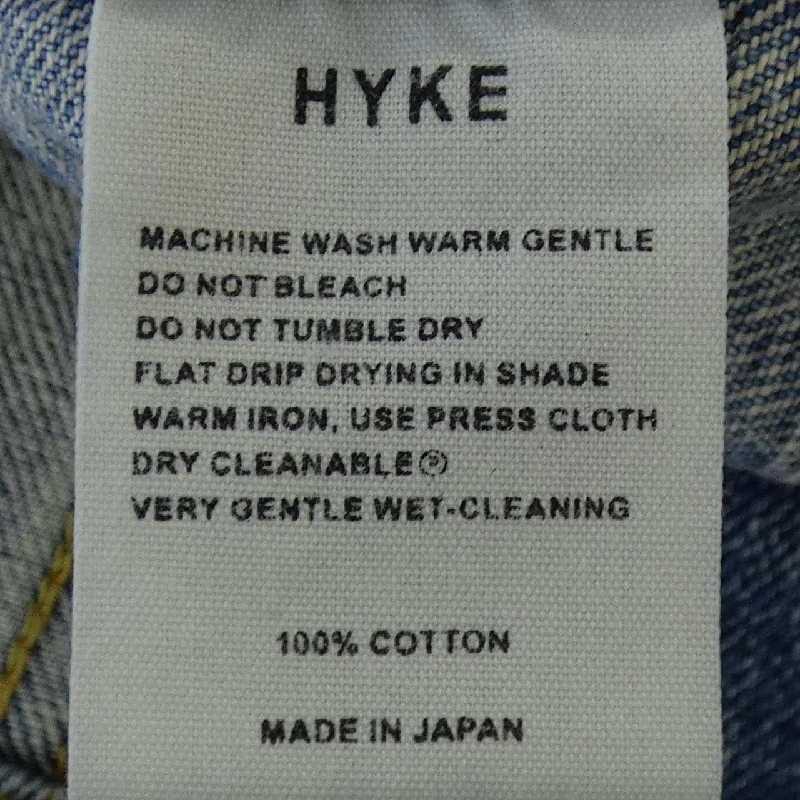 HYKE
MACHINE WASH WARM GENTLE
DO NOT BLEACH
DO NOT TUMBLE DRY
FLAT DRIP DRYING IN SHADE
WARM IRON, USE PRESS CLOTH
DRY CLEANABLE Ⓟ
VERY GENTLE WET-CLEANING
100% COTTON
MADE IN JAPAN